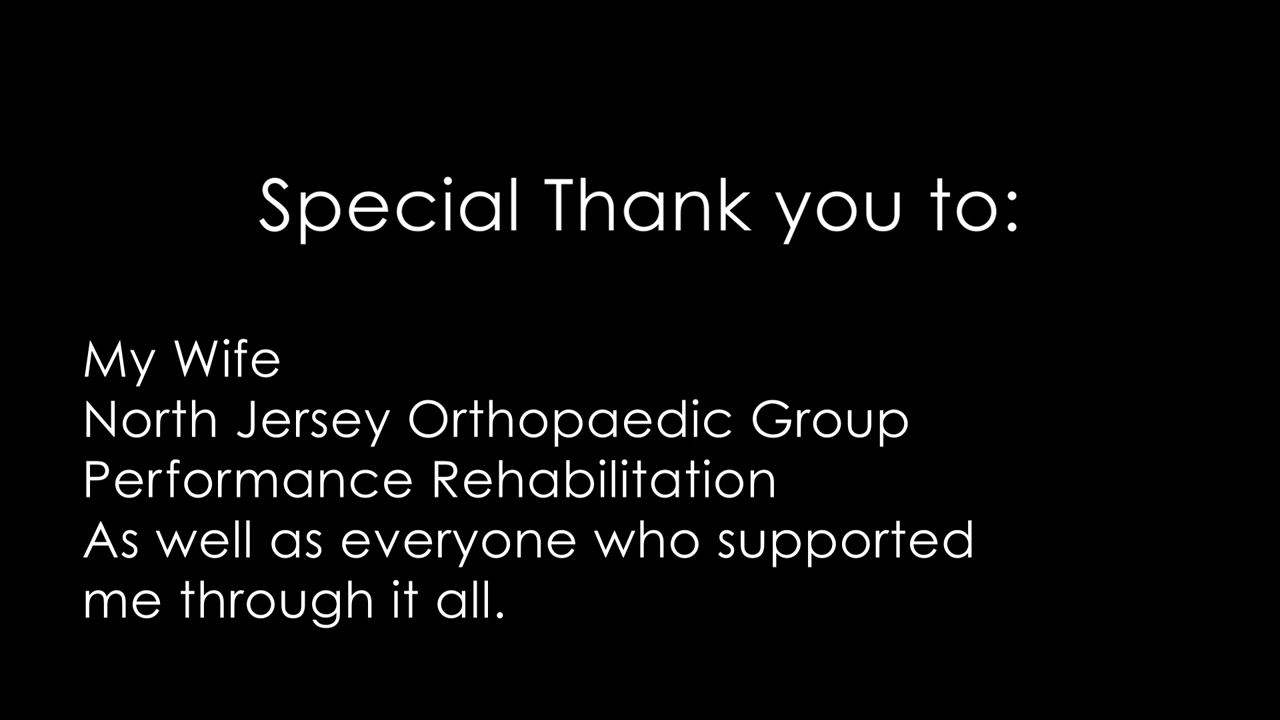 Special Thank you to:
My Wife
North Jersey Orthopaedic Group
Performance Rehabilitation
As well as everyone who supported
me through it all.